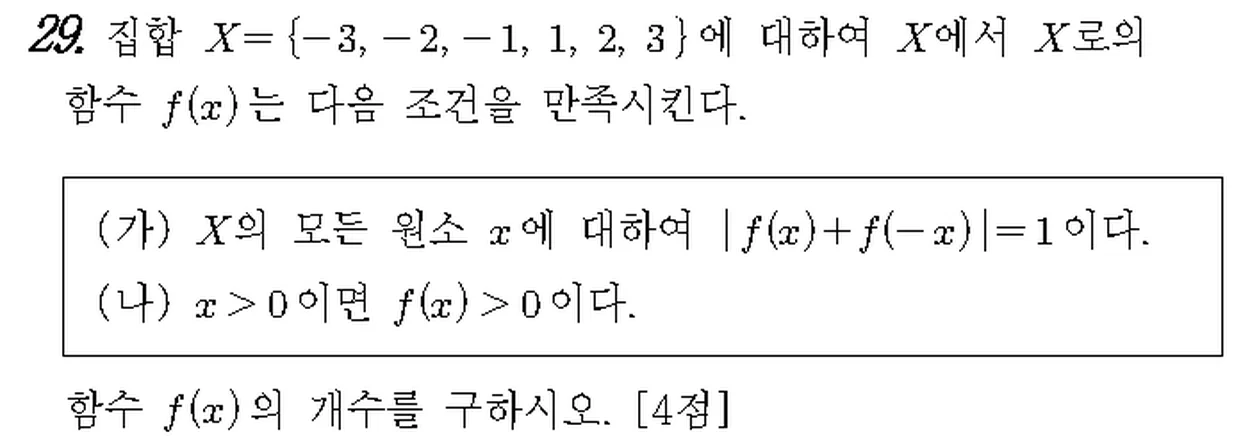 29. 집합 X={-3, -2, -1, 1, 2, 3}에 대하여 X에서 X로의
함수 f(x)는 다음 조건을 만족시킨다.
(가) X의 모든 원소 x에 대하여 |f(x)+f(-x)|=1이다.
(나) x>0이면 f(x)>0이다.
함수 f(x)의 개수를 구하시오. [4점]